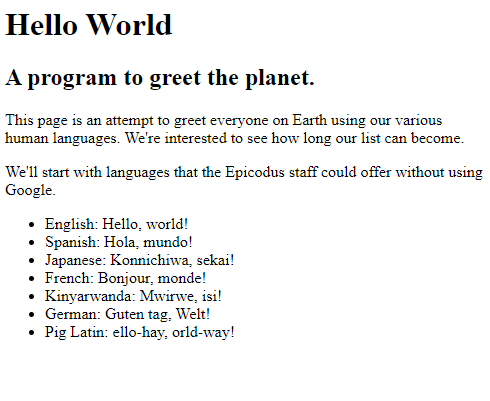 Hello World
A program to greet the planet.
This page is an attempt to greet everyone on Earth using our various
human languages. We're interested to see how long our list can become.
We'll start with languages that the Epicodus staff could offer without using
Google.
• English: Hello, world!
• Spanish: Hola, mundo!
• Japanese: Konnichiwa, sekai!
• French: Bonjour, monde!
• Kinyarwanda: Mwirwe, isi!
• German: Guten tag, Welt!
• Pig Latin: ello-hay, orld-way!